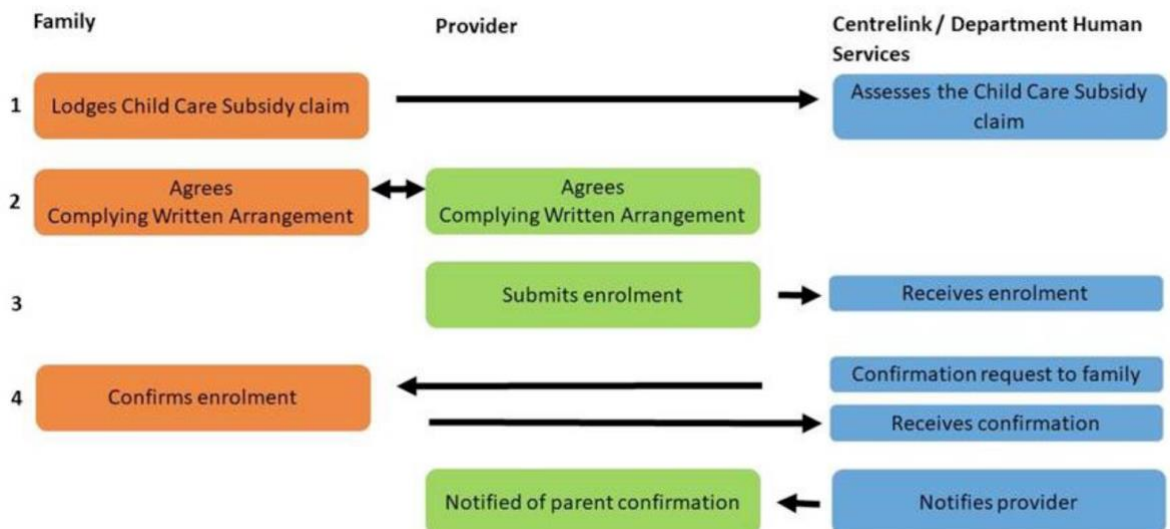 Family
Provider
Centrelink / Department Human
Services
1
Lodges Child Care Subsidy claim
Assesses the Child Care Subsidy
claim
2
Agrees
Complying Written Arrangement
Agrees
Complying Written Arrangement
3
Submits enrolment
Receives enrolment
4
Confirms enrolment
Confirmation request to family
Receives confirmation
Notified of parent confirmation
Notifies provider